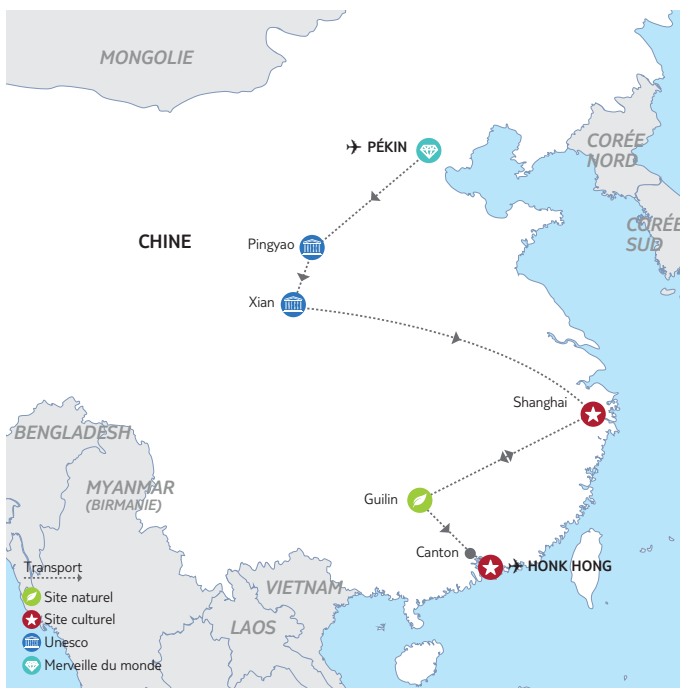 MONGOLIE
CORÉE
NORD
PÉKIN
CORÉE
SUD
CHINE
Pingyao
Xian
Shanghai
BENGLADESH
MYANMAR
(BIRMANIE)
Guilin
Canton
HONK HONG
VIETNAM
LAOS
Transport
Site naturel
Site culturel
Unesco
Merveille du monde